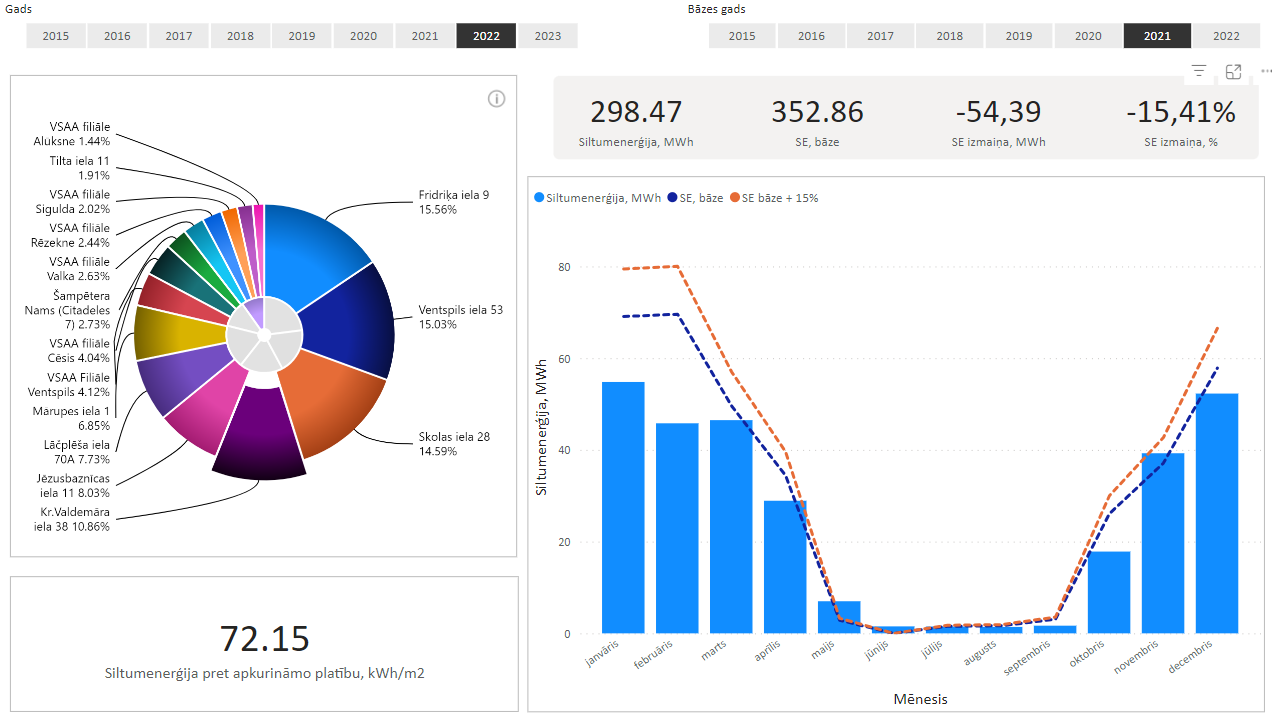 Gads
Bāzes gads
2015 2016 2017 2018 2019 2020 2021 2022 2023
2015 2016 2017 2018 2019 2020 2021 2022
298.47
352.86
-54,39
-15,41%
Siltumenerģija, MWh
SE, bāze
SE izmaiņa, MWh
SE izmaiņa, %
VSAA filiāle
Alūksne 1.44%
Tilta iela 11
1.91%
VSAA filiāle
Sigulda 2.02%
VSAA filiāle
Rēzekne 2.44%
VSAA filiāle
Valka 2.63%
Šampētera
Nams (Citadeles
7) 2.73%
VSAA filiāle
Cēsis 4.04%
VSAA Filiāle
Ventspils 4.12%
Mārupes iela 1
6.85%
Lāčplēša iela
70A 7.73%
Jēzusbaznīcas
iela 11 8.03%
Kr.Valdemāra
iela 38 10.86%
Fridriķa iela 9
15.56%
Ventspils iela 53
15.03%
Skolas iela 28
14.59%
72.15
Siltumenerģija pret apkurināmo platību, kWh/m2
Siltumenerģija, MWh SE, bāze SE bāze + 15%
Siltumenerģija, MWh
80
60
40
20
0
janvāris februāris marts aprīlis maijs jūnijs jūlijs augusts septembris oktobris novembris decembris
Mēnesis